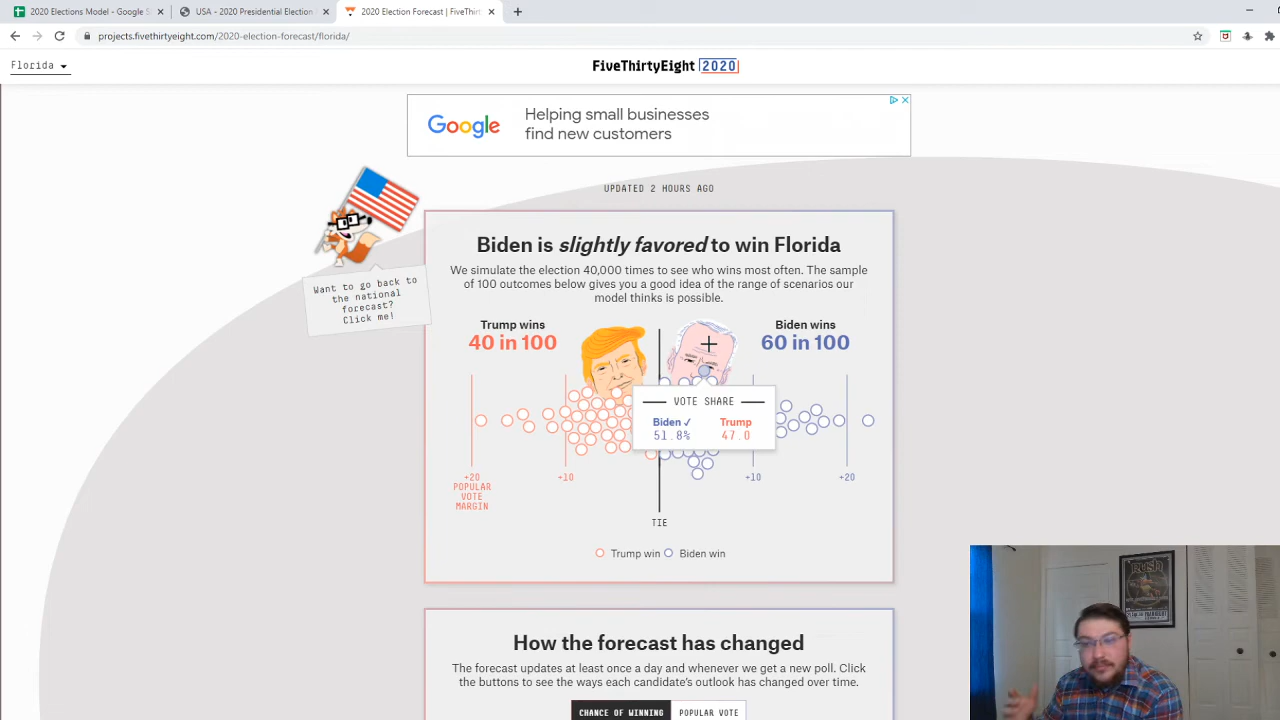 2020 Elections Model - Google S
USA - 2020 Presidential Election
2020 Election Forecast | FiveThirt
projects.fivethirtyeight.com/2020-election-forecast/florida/
Florida
FiveThirtyEight 2020
Google
Helping small businesses
find new customers
UPDATED 2 HOURS AGO
Want to go back to
the national
forecast?
Click me!
Biden is slightly favored to win Florida
We simulate the election 40,000 times to see who wins most often. The sample
of 100 outcomes below gives you a good idea of the range of scenarios our
model thinks is possible.
Trump wins
40 in 100
Biden wins
60 in 100
VOTE SHARE
Biden ✓ Trump
51.8% 47.0
+20 +10 +10 +20
POPULAR
VOTE
MARGIN
TIE
Trump win Biden win
How the forecast has changed
The forecast updates at least once a day and whenever we get a new poll. Click
the buttons to see the ways each candidate's outlook has changed over time.
CHANCE OF WINNING POPULAR VOTE
rush